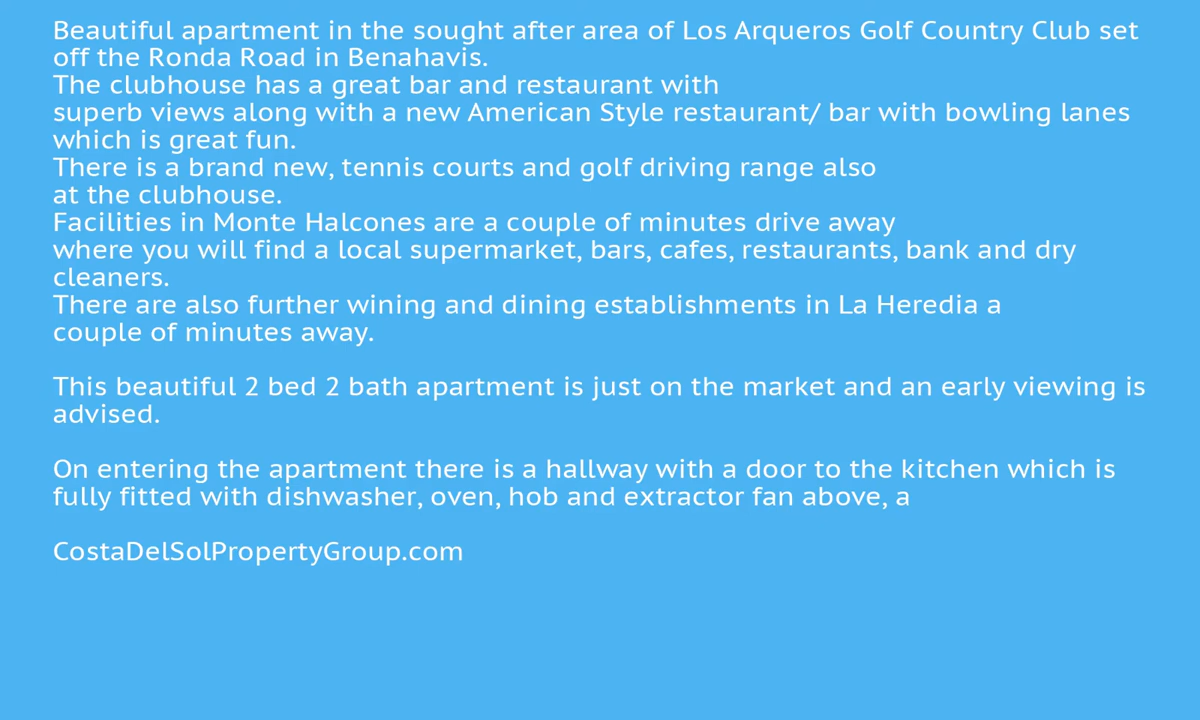 Beautiful apartment in the sought after area of Los Arqueros Golf Country Club set
off the Ronda Road in Benahavis.
The clubhouse has a great bar and restaurant with
superb views along with a new American Style restaurant/ bar with bowling lanes
which is great fun.
There is a brand new, tennis courts and golf driving range also
at the clubhouse.
Facilities in Monte Halcones are a couple of minutes drive away
where you will find a local supermarket, bars, cafes, restaurants, bank and dry
cleaners.
There are also further wining and dining establishments in La Heredia a
couple of minutes away.

This beautiful 2 bed 2 bath apartment is just on the market and an early viewing is
advised.

On entering the apartment there is a hallway with a door to the kitchen which is
fully fitted with dishwasher, oven, hob and extractor fan above, a

CostaDelSolPropertyGroup.com